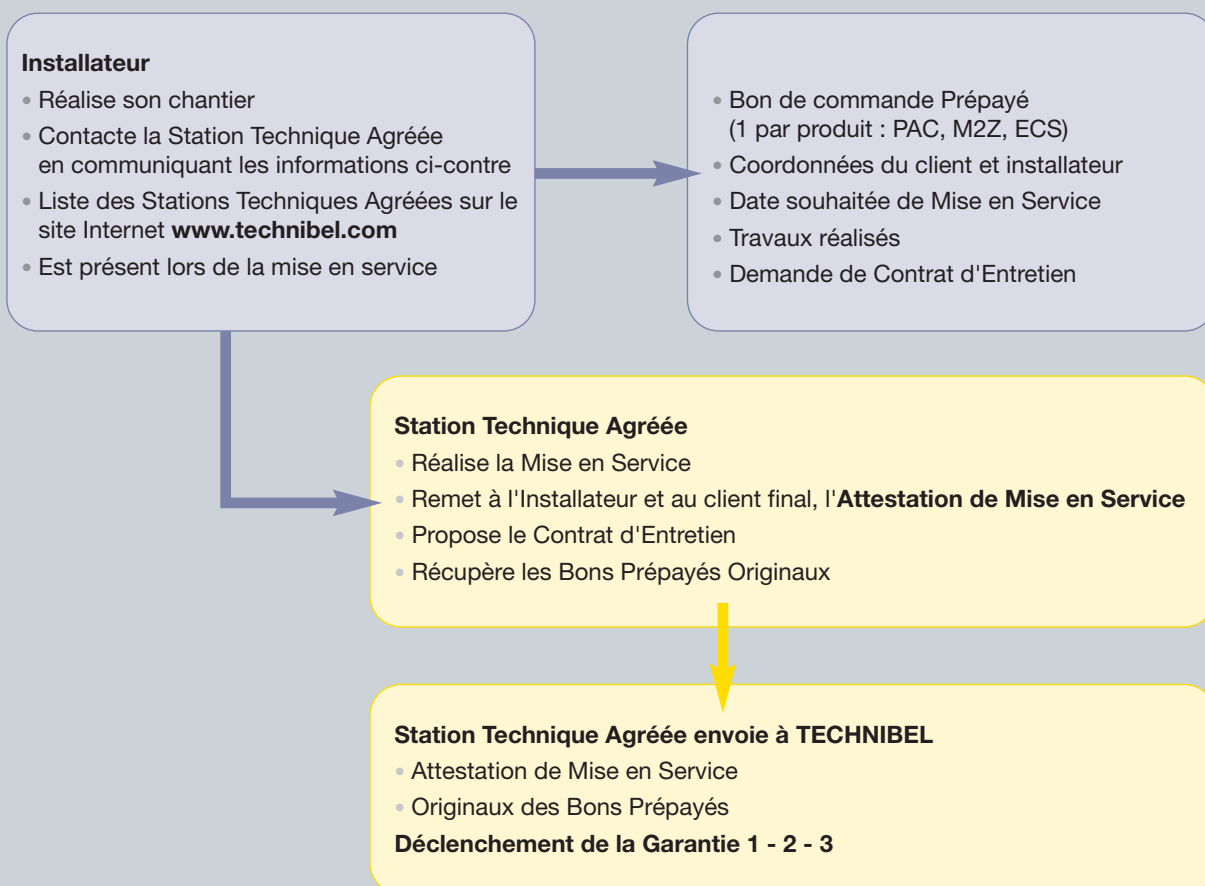 Installateur
• Réalise son chantier
• Contacte la Station Technique Agréée
en communiquant les informations ci-contre
• Liste des Stations Techniques Agréées sur le
site Internet www.technibel.com
• Est présent lors de la mise en service
• Bon de commande Prépayé
(1 par produit : PAC, M2Z, ECS)
• Coordonnées du client et installateur
• Date souhaitée de Mise en Service
• Travaux réalisés
• Demande de Contrat d'Entretien
Station Technique Agréée
• Réalise la Mise en Service
• Remet à l'Installateur et au client final, l'Attestation de Mise en Service
• Propose le Contrat d'Entretien
• Récupère les Bons Prépayés Originaux
Station Technique Agréée envoie à TECHNIBEL
• Attestation de Mise en Service
• Originaux des Bons Prépayés
Déclenchement de la Garantie 1 - 2 - 3